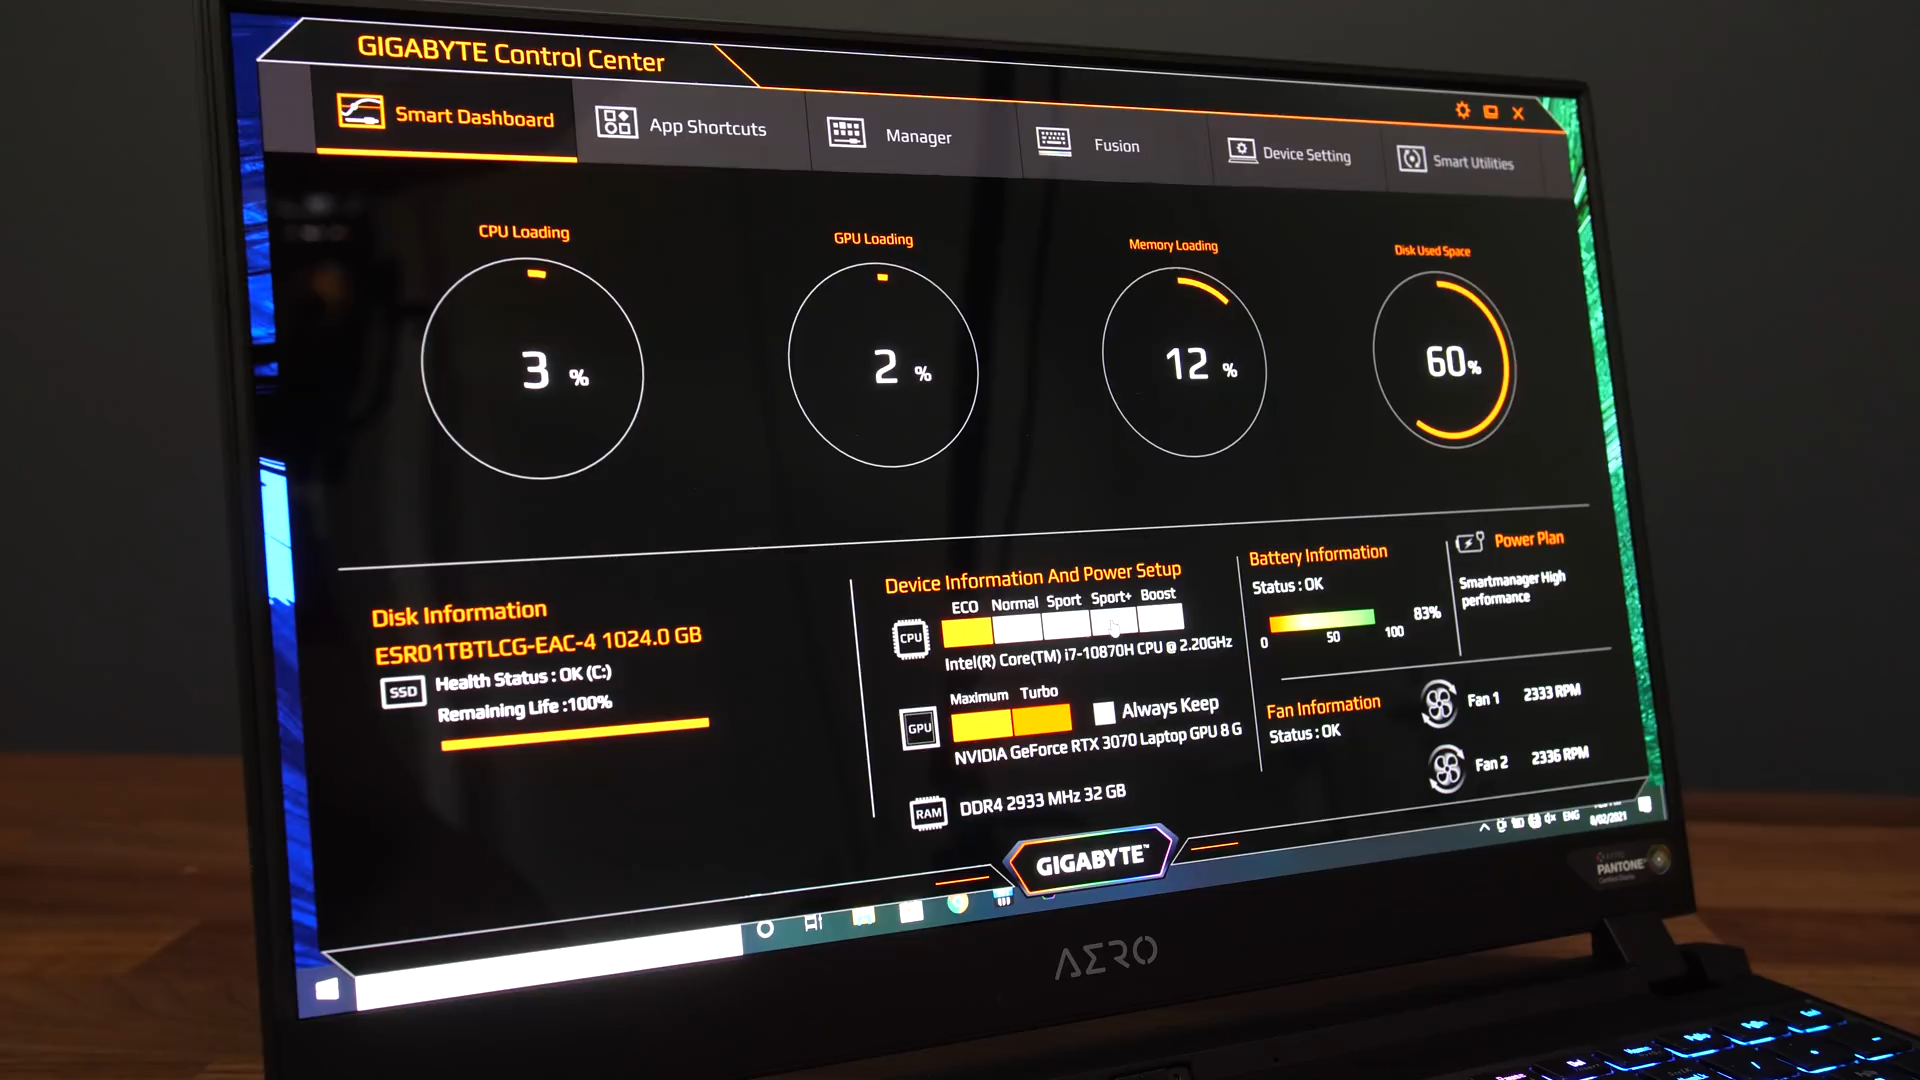 GIGABYTE Control Center
Smart Dashboard
App Shortcuts
Manager
Fusion
Device Setting
Smart Utilities
CPU Loading
GPU Loading
Memory Loading
Disk Used Space
3 %
2 %
12 %
60%
Disk Information
ESR01TBTLCG-EAC-4 1024.0 GB
SSD
Health Status : OK (C:)
Remaining Life :100%
Device Information And Power Setup
ECO Normal Sport Sport+ Boost
CPU
Intel(R) Core(TM) i7-10870H CPU @ 2.20GHz
Maximum Turbo
GPU
Always Keep
NVIDIA GeForce RTX 3070 Laptop GPU 8 G
RAM
DDR4 2933 MHz 32 GB
Battery Information
Status : OK
83%
0 50 100
Power Plan
Smartmanager High
performance
Fan Information
Status : OK
Fan 1 2333 RPM
Fan 2 2336 RPM
GIGABYTE™
ENG
8/02/2021
PANTONE
AERO